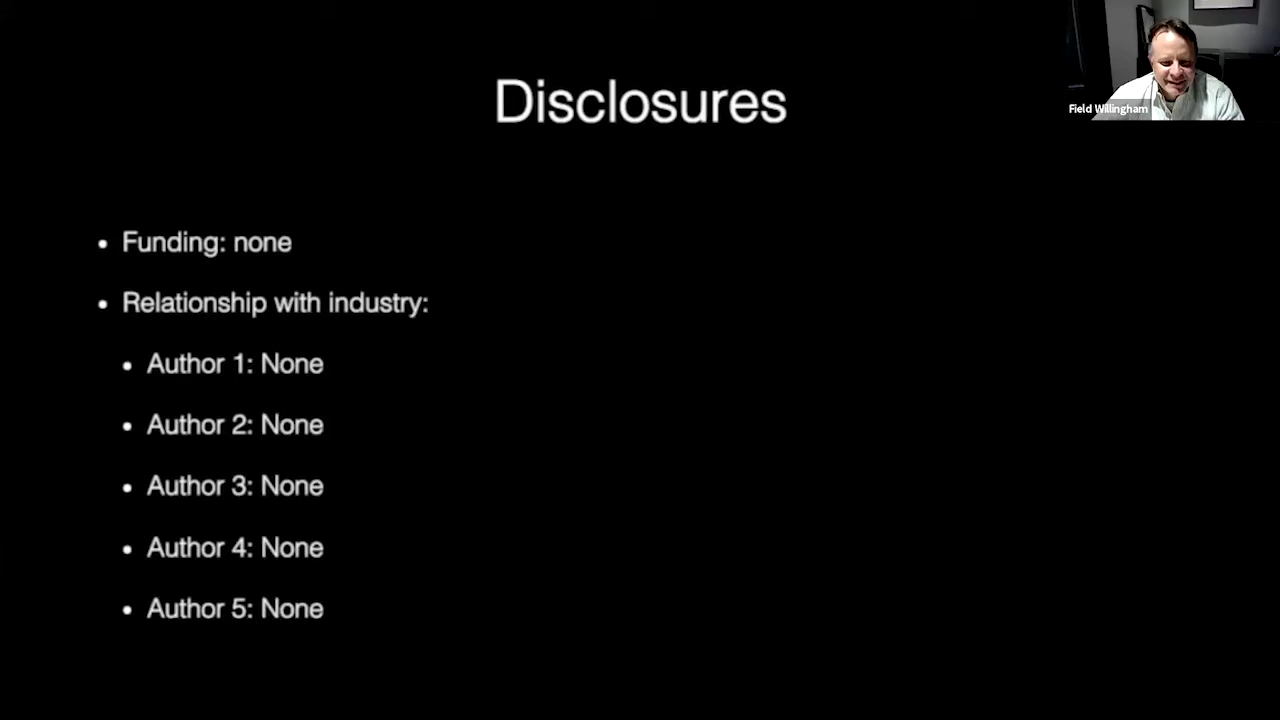 Disclosures
Field Willingham
• Funding: none
• Relationship with industry:
• Author 1: None
• Author 2: None
• Author 3: None
• Author 4: None
• Author 5: None